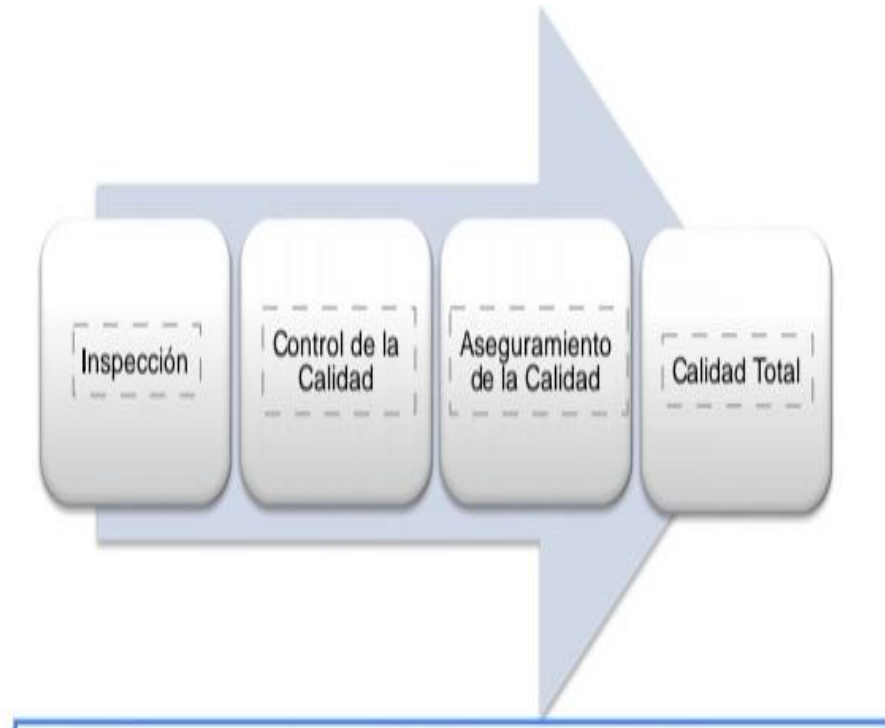 Inspección
Control de la
Calidad
Aseguramiento
de la Calidad
Calidad Total